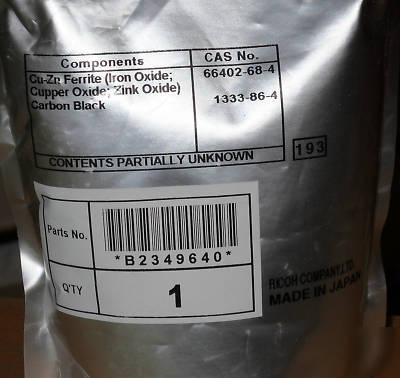 Components CAS No.
Cu-Zn Ferrite (Iron Oxide; 66402-68-4
Cupper Oxide; Zink Oxide)
Carbon Black 1333-86-4
CONTENTS PARTIALLY UNKNOWN
193
Parts No.
*B2349640*
Q'TY 1
RICOH COMPANY,LTD.
MADE IN JAPAN